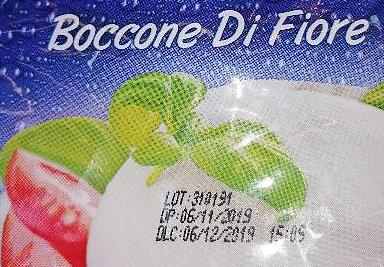 Boccone Di Fiore
LOT:310191
DP:06/11/2019
DLC:06/12/2019 15:05